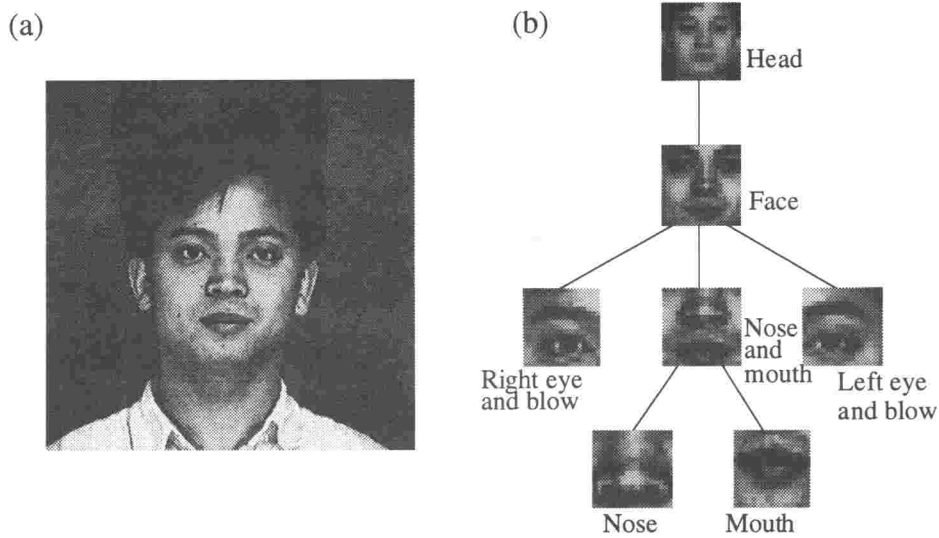 (a)
(b)
Head
Face
Right eye
and blow
Nose
and
mouth
Left eye
and blow
Nose
Mouth